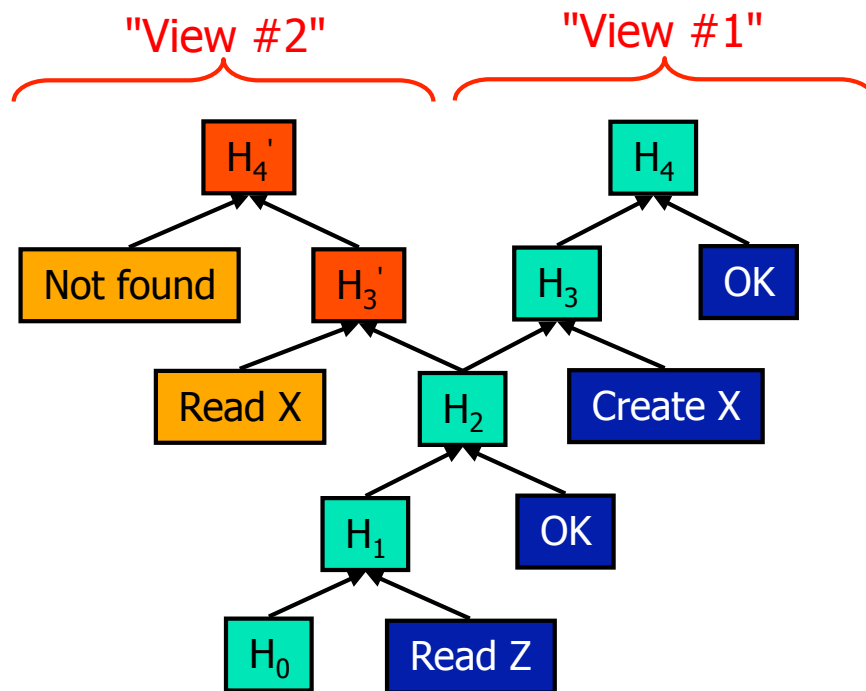 "View #2"
"View #1"
H₄'
H₄
Not found
H₃'
H₃
OK
Read X
H₂
Create X
H₁
OK
H₀
Read Z